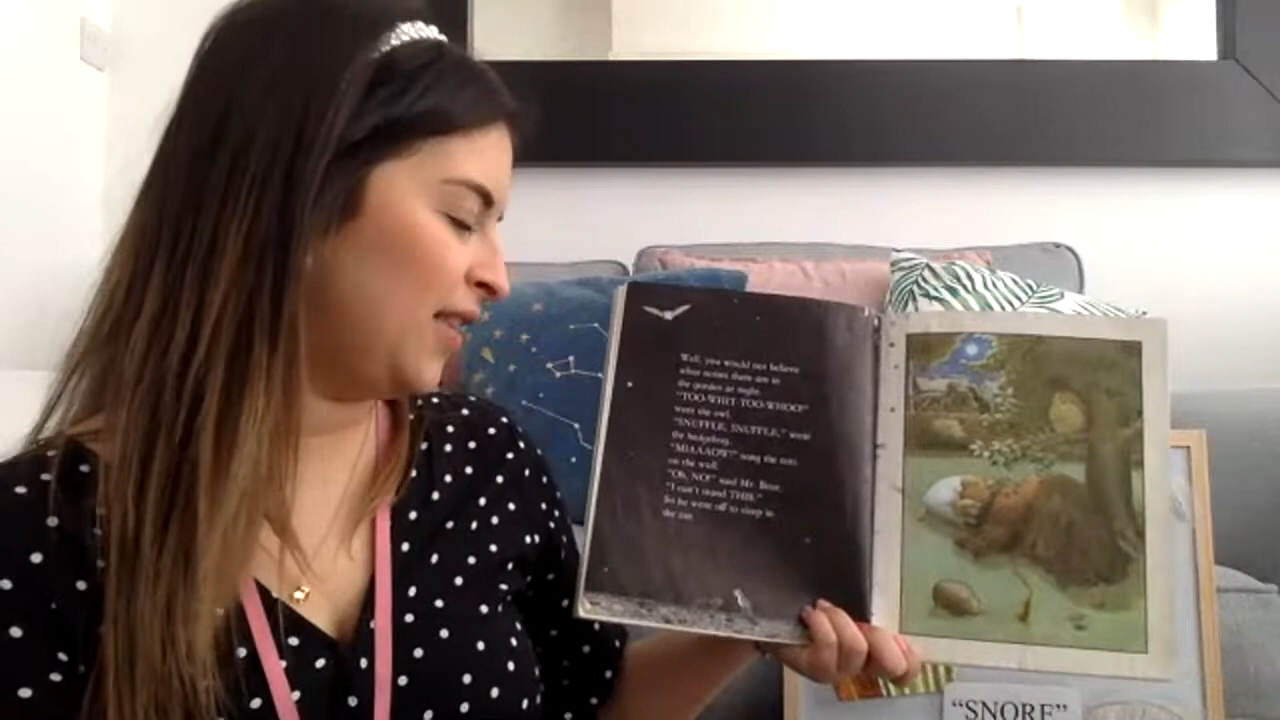 Well, you would not believe
what noises there are in
the garden at night.
"TOO-WHIT-TOO-WHOO!"
went the owl.
"SNUFFLE, SNUFFLE," went
the hedgehog.
"MIAAAOW!" sang the cats
on the wall.
"Oh, NO!" said Mr. Bear.
"I can't stand THIS."
So he went off to sleep in
the car.
"SNORE"